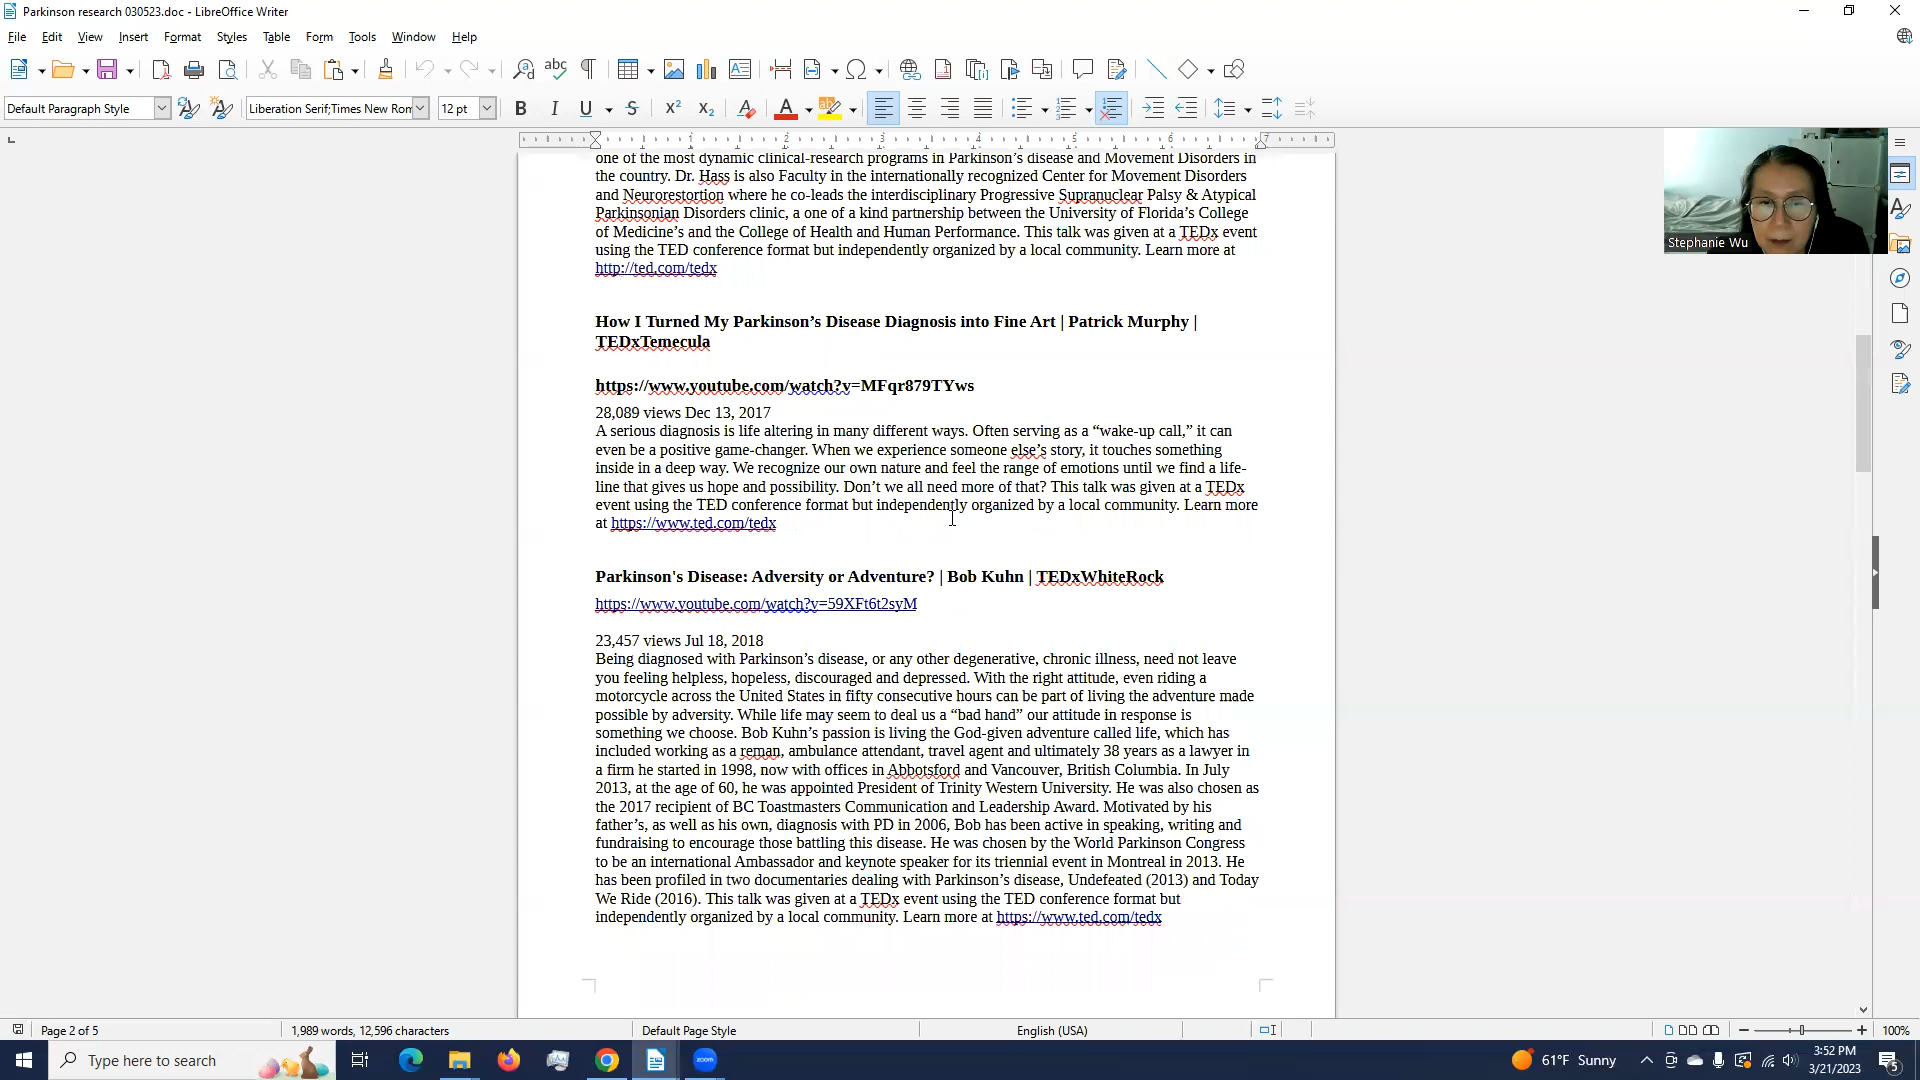 Parkinson research 030523.doc - LibreOffice Writer
File Edit View Insert Format Styles Table Form Tools Window Help
Default Paragraph Style Liberation Serif;Times New Rom 12 pt
1 2 3 4 5 6 7
one of the most dynamic clinical-research programs in Parkinson’s disease and Movement Disorders in
the country. Dr. Hass is also Faculty in the internationally recognized Center for Movement Disorders
and Neurorestortion where he co-leads the interdisciplinary Progressive Supranuclear Palsy & Atypical
Parkinsonian Disorders clinic, a one of a kind partnership between the University of Florida’s College
of Medicine’s and the College of Health and Human Performance. This talk was given at a TEDx event
using the TED conference format but independently organized by a local community. Learn more at
http://ted.com/tedx
How I Turned My Parkinson’s Disease Diagnosis into Fine Art | Patrick Murphy |
TEDxTemecula
https://www.youtube.com/watch?v=MFqr879TYws
28,089 views Dec 13, 2017
A serious diagnosis is life altering in many different ways. Often serving as a “wake-up call,” it can
even be a positive game-changer. When we experience someone else’s story, it touches something
inside in a deep way. We recognize our own nature and feel the range of emotions until we find a life-
line that gives us hope and possibility. Don’t we all need more of that? This talk was given at a TEDx
event using the TED conference format but independently organized by a local community. Learn more
at https://www.ted.com/tedx
Parkinson's Disease: Adversity or Adventure? | Bob Kuhn | TEDxWhiteRock
https://www.youtube.com/watch?v=59XFt6t2syM
23,457 views Jul 18, 2018
Being diagnosed with Parkinson’s disease, or any other degenerative, chronic illness, need not leave
you feeling helpless, hopeless, discouraged and depressed. With the right attitude, even riding a
motorcycle across the United States in fifty consecutive hours can be part of living the adventure made
possible by adversity. While life may seem to deal us a “bad hand” our attitude in response is
something we choose. Bob Kuhn’s passion is living the God-given adventure called life, which has
included working as a reman, ambulance attendant, travel agent and ultimately 38 years as a lawyer in
a firm he started in 1998, now with offices in Abbotsford and Vancouver, British Columbia. In July
2013, at the age of 60, he was appointed President of Trinity Western University. He was also chosen as
the 2017 recipient of BC Toastmasters Communication and Leadership Award. Motivated by his
father’s, as well as his own, diagnosis with PD in 2006, Bob has been active in speaking, writing and
fundraising to encourage those battling this disease. He was chosen by the World Parkinson Congress
to be an international Ambassador and keynote speaker for its triennial event in Montreal in 2013. He
has been profiled in two documentaries dealing with Parkinson’s disease, Undefeated (2013) and Today
We Ride (2016). This talk was given at a TEDx event using the TED conference format but
independently organized by a local community. Learn more at https://www.ted.com/tedx
Stephanie Wu
Page 2 of 5 1,989 words, 12,596 characters Default Page Style English (USA) 100%
Type here to search zoom 61°F Sunny 3:52 PM
3/21/2023 5